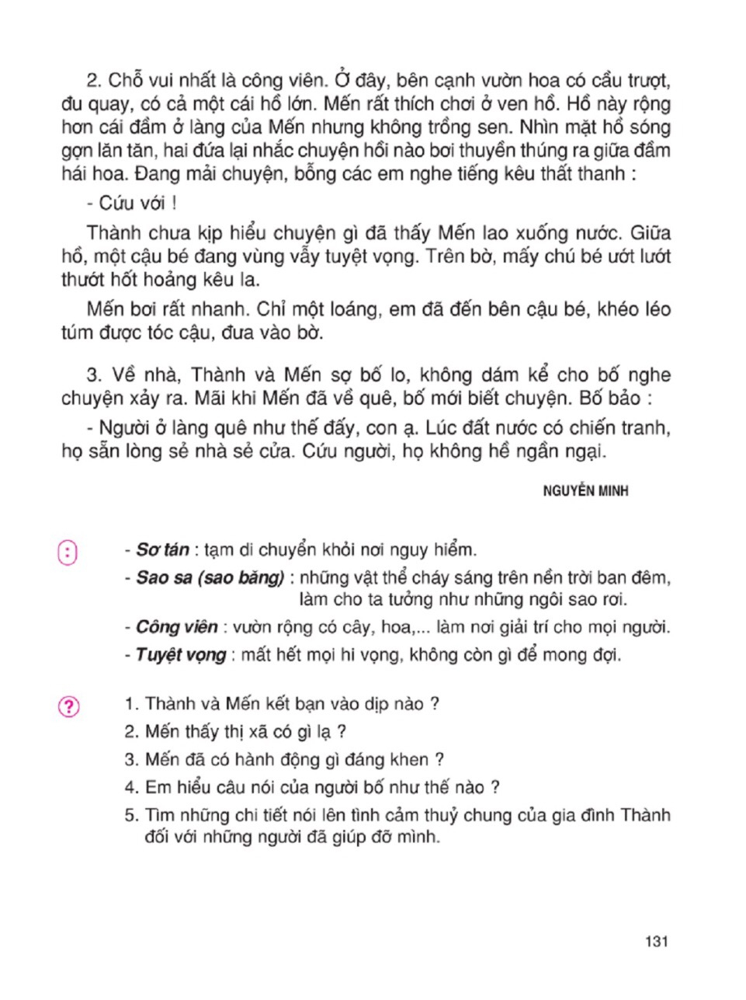 2. Chỗ vui nhất là công viên. Ở đây, bên cạnh vườn hoa có cầu trượt,
đu quay, có cả một cái hồ lớn. Mến rất thích chơi ở ven hồ. Hồ này rộng
hơn cái đầm ở làng của Mến nhưng không trồng sen. Nhìn mặt hồ sóng
gợn lăn tăn, hai đứa lại nhắc chuyện hồi nào bơi thuyền thúng ra giữa đầm
hái hoa. Đang mải chuyện, bỗng các em nghe tiếng kêu thất thanh :
- Cứu với !
Thành chưa kịp hiểu chuyện gì đã thấy Mến lao xuống nước. Giữa
hồ, một cậu bé đang vùng vẫy tuyệt vọng. Trên bờ, mấy chú bé ướt lướt
thướt hốt hoảng kêu la.
Mến bơi rất nhanh. Chỉ một loáng, em đã đến bên cậu bé, khéo léo
túm được tóc cậu, đưa vào bờ.
3. Về nhà, Thành và Mến sợ bố lo, không dám kể cho bố nghe
chuyện xảy ra. Mãi khi Mến đã về quê, bố mới biết chuyện. Bố bảo :
- Người ở làng quê như thế đấy, con ạ. Lúc đất nước có chiến tranh,
họ sẵn lòng sẻ nhà sẻ cửa. Cứu người, họ không hề ngần ngại.
NGUYỄN MINH
: - Sơ tán : tạm di chuyển khỏi nơi nguy hiểm.
- Sao sa (sao băng) : những vật thể cháy sáng trên nền trời ban đêm,
làm cho ta tưởng như những ngôi sao rơi.
- Công viên : vườn rộng có cây, hoa,... làm nơi giải trí cho mọi người.
- Tuyệt vọng : mất hết mọi hi vọng, không còn gì để mong đợi.
? 1. Thành và Mến kết bạn vào dịp nào ?
2. Mến thấy thị xã có gì lạ ?
3. Mến đã có hành động gì đáng khen ?
4. Em hiểu câu nói của người bố như thế nào ?
5. Tìm những chi tiết nói lên tình cảm thuỷ chung của gia đình Thành
đối với những người đã giúp đỡ mình.
131